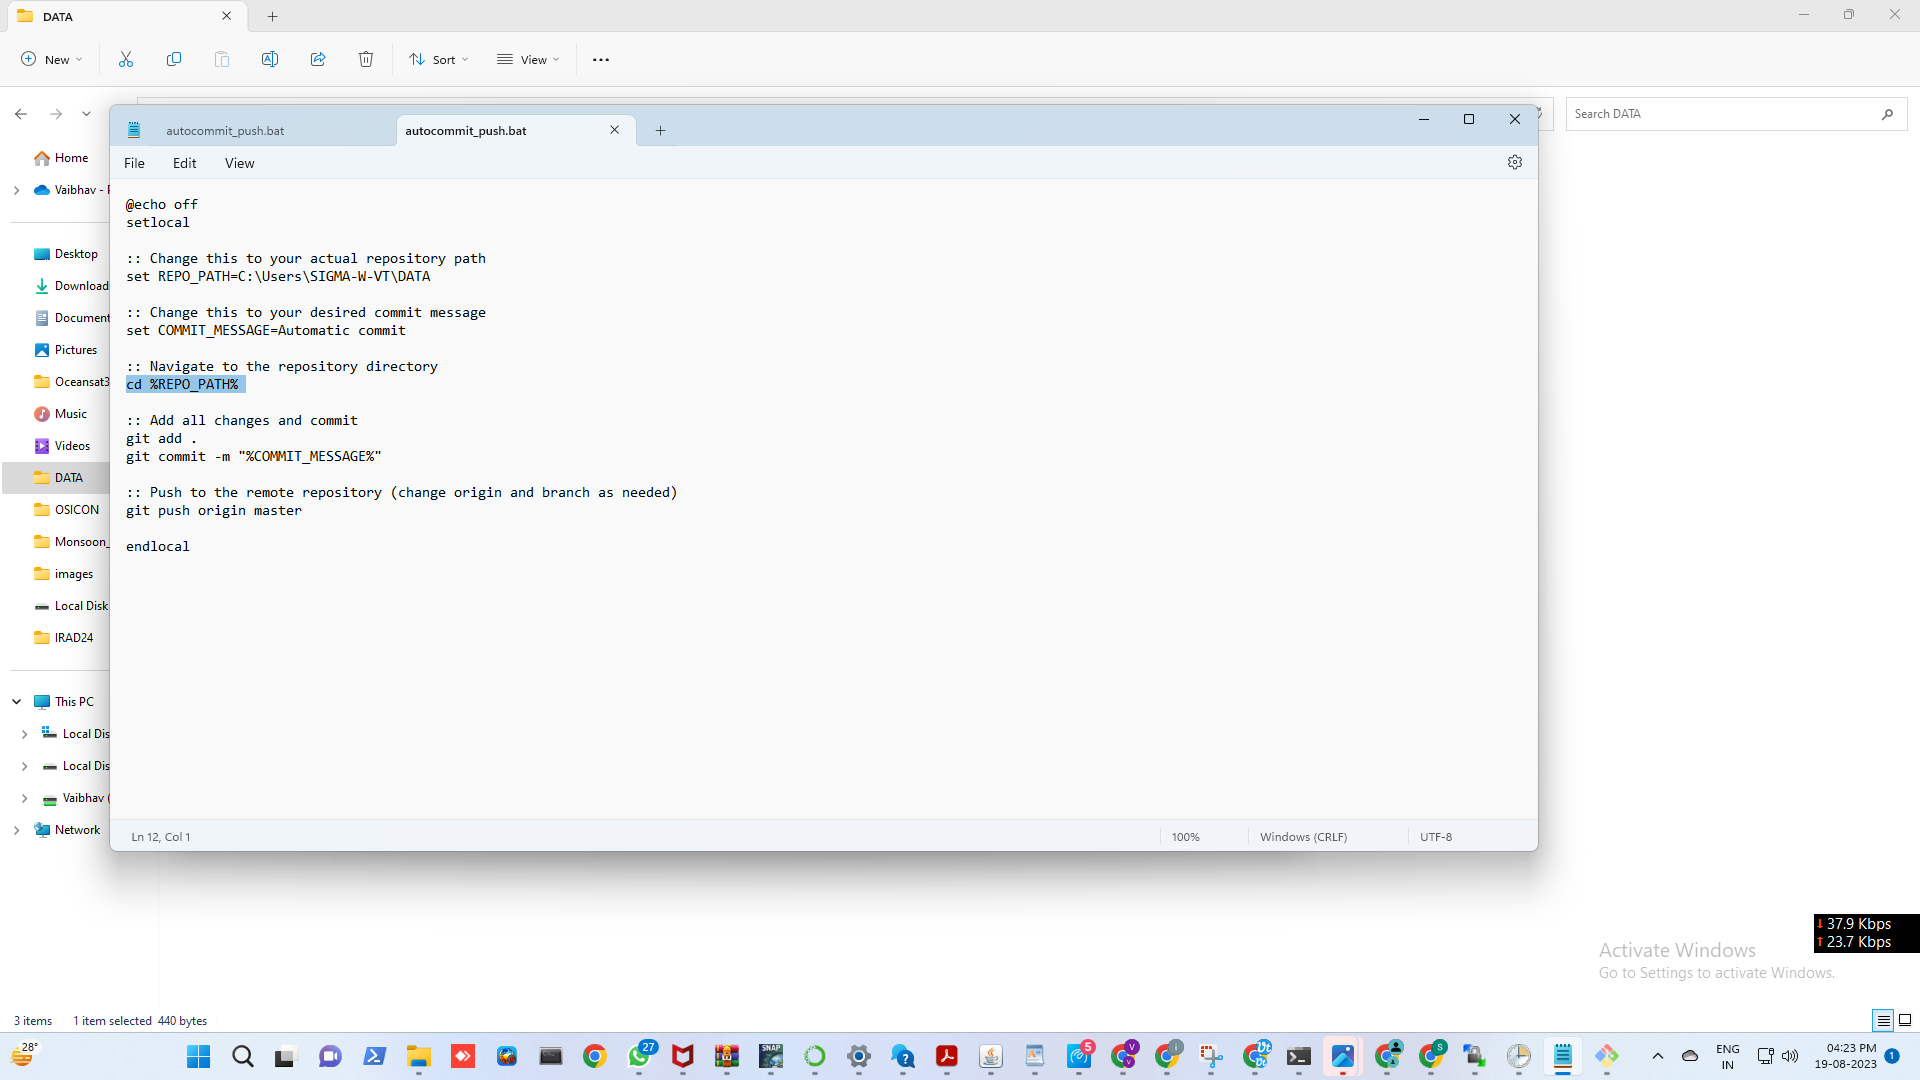 DATA
New
Sort
View
Search DATA
autocommit_push.bat
autocommit_push.bat
File
Edit
View
@echo off
setlocal
:: Change this to your actual repository path
set REPO_PATH=C:\Users\SIGMA-W-VT\DATA
:: Change this to your desired commit message
set COMMIT_MESSAGE=Automatic commit
:: Navigate to the repository directory
cd %REPO_PATH%
:: Add all changes and commit
git add .
git commit -m "%COMMIT_MESSAGE%"
:: Push to the remote repository (change origin and branch as needed)
git push origin master
endlocal
Ln 12, Col 1
100%
Windows (CRLF)
UTF-8
Home
Vaibhav -
Desktop
Download
Document
Pictures
Oceansat3
Music
Videos
DATA
OSICON
Monsoon_
images
Local Disk
IRAD24
This PC
Local Dis
Local Dis
Vaibhav (
Network
37.9 Kbps
23.7 Kbps
Activate Windows
Go to Settings to activate Windows.
3 items
1 item selected 440 bytes
28°
27
SNAP
5
V
S
ENG
IN
04:23 PM
19-08-2023
1